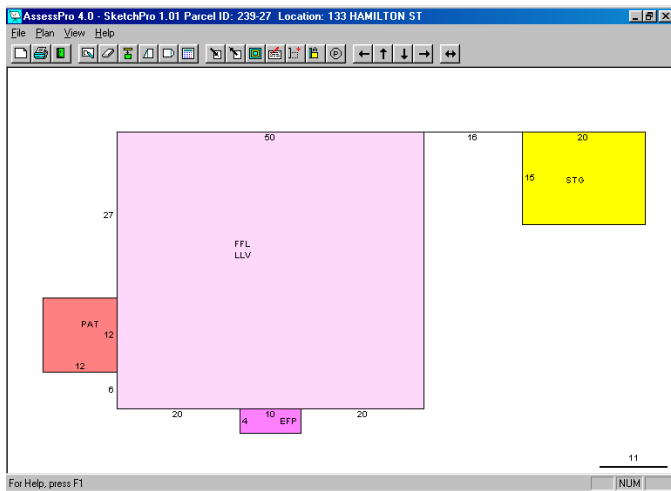 AssessPro 4.0 - SketchPro 1.01 Parcel ID: 239-27 Location: 133 HAMILTON ST
File Plan View Help
50
16
20
15
STG
27
FFL
LLV
PAT
12
12
6
20
10
20
4
EFP
11
For Help, press F1
NUM